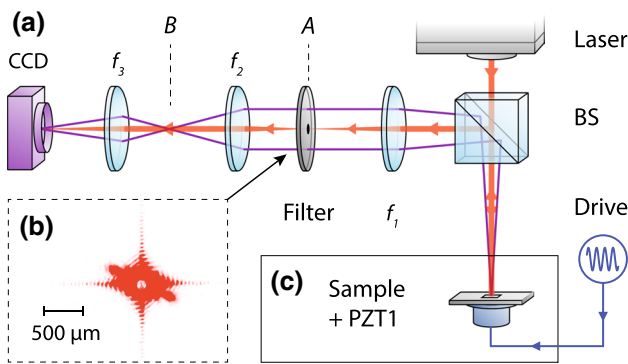 (a)
B
A
Laser
CCD
f3
f2
BS
Filter
f1
Drive
(b)
500 µm
(c)
Sample
+ PZT1